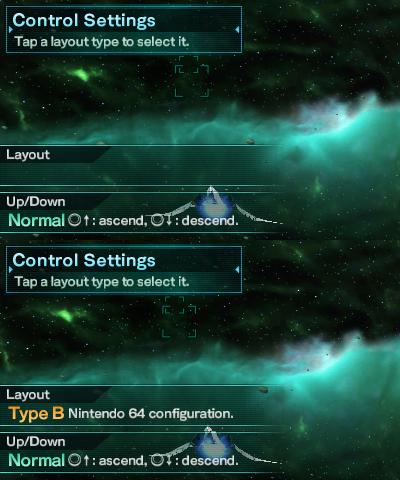 Control Settings
Tap a layout type to select it.
Layout
Up/Down
Normal ◎↑: ascend, ◎↓: descend.
Control Settings
Tap a layout type to select it.
Layout
Type B Nintendo 64 configuration.
Up/Down
Normal ◎↑: ascend, ◎↓: descend.